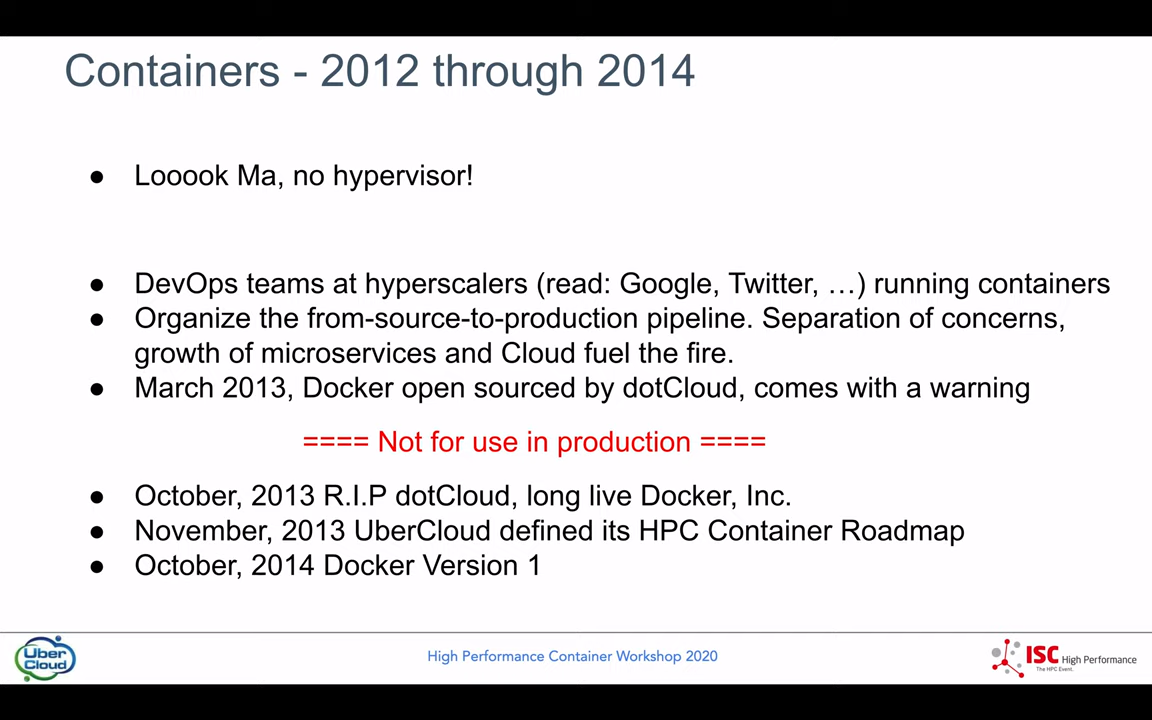 Containers - 2012 through 2014
● Looook Ma, no hypervisor!
● DevOps teams at hyperscalers (read: Google, Twitter, …) running containers
● Organize the from-source-to-production pipeline. Separation of concerns,
growth of microservices and Cloud fuel the fire.
● March 2013, Docker open sourced by dotCloud, comes with a warning
==== Not for use in production ====
● October, 2013 R.I.P dotCloud, long live Docker, Inc.
● November, 2013 UberCloud defined its HPC Container Roadmap
● October, 2014 Docker Version 1
Uber
Cloud
High Performance Container Workshop 2020
ISC High Performance
The HPC Event.